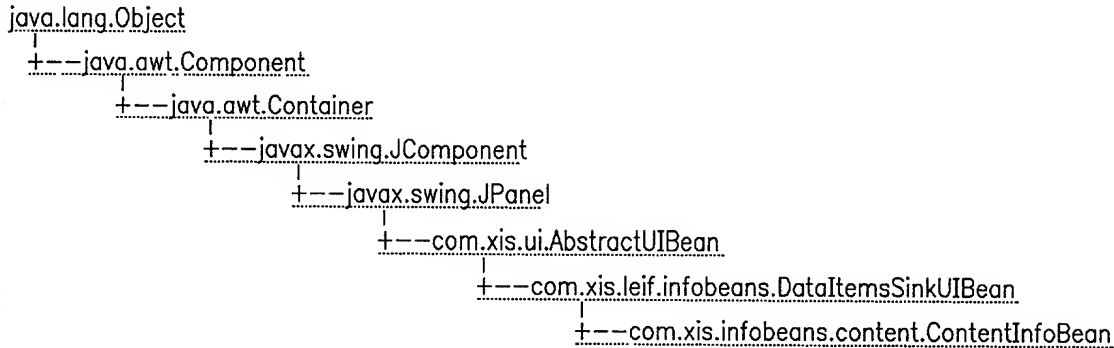 java.lang.Object
+--java.awt.Component
+--java.awt.Container
+--javax.swing.JComponent
+--javax.swing.JPanel
+--com.xis.ui.AbstractUIBean
+--com.xis.leif.infobeans.DataItemsSinkUIBean
+--com.xis.infobeans.content.ContentInfoBean